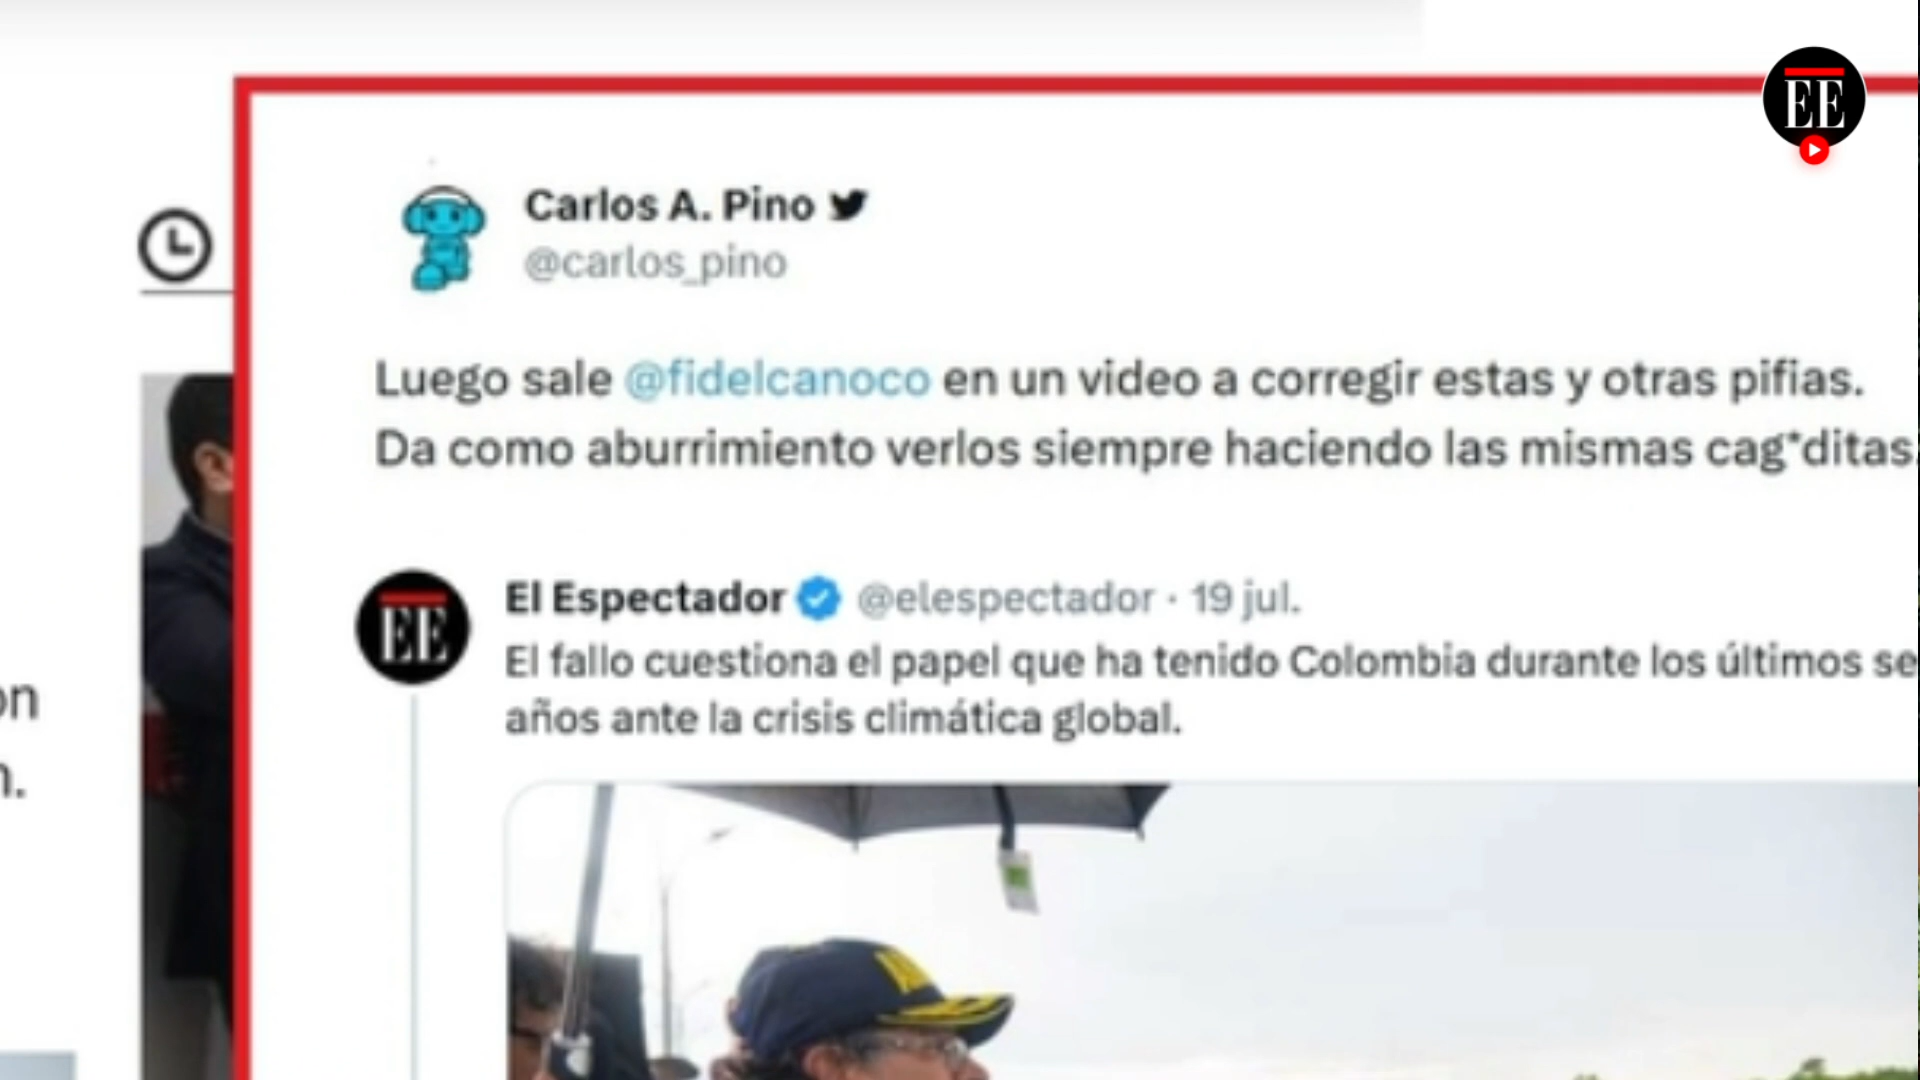 EE
Carlos A. Pino
@carlos_pino
Luego sale @fidelcanoco en un video a corregir estas y otras pifias.
Da como aburrimiento verlos siempre haciendo las mismas cag*ditas.
EE
El Espectador @elespectador · 19 jul.
El fallo cuestiona el papel que ha tenido Colombia durante los últimos
años ante la crisis climática global.